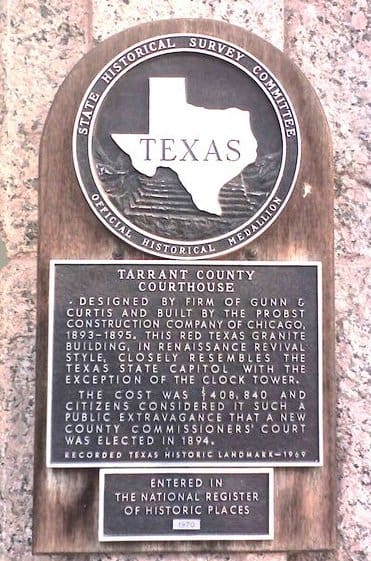 STATE HISTORICAL SURVEY COMMITTEE
TEXAS
OFFICIAL HISTORICAL MEDALLION
TARRANT COUNTY
COURTHOUSE
DESIGNED BY FIRM OF GUNN &
CURTIS AND BUILT BY THE PROBST
CONSTRUCTION COMPANY OF CHICAGO,
1893-1895. THIS RED TEXAS GRANITE
BUILDING, IN RENAISSANCE REVIVAL
STYLE, CLOSELY RESEMBLES THE
TEXAS STATE CAPITOL WITH THE
EXCEPTION OF THE CLOCK TOWER.
THE COST WAS $408,840 AND
CITIZENS CONSIDERED IT SUCH A
PUBLIC EXTRAVAGANCE THAT A NEW
COUNTY COMMISSIONERS' COURT
WAS ELECTED IN 1894.
RECORDED TEXAS HISTORIC LANDMARK-1969
ENTERED IN
THE NATIONAL REGISTER
OF HISTORIC PLACES
1970